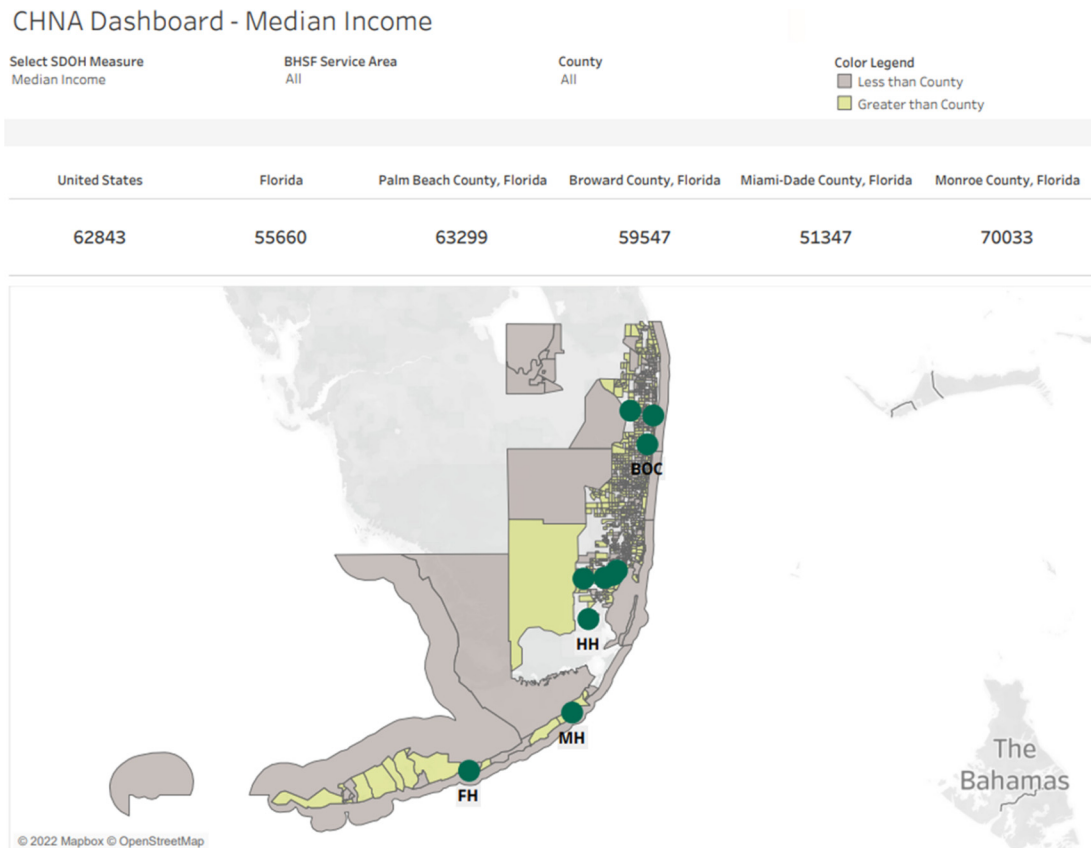 CHNA Dashboard - Median Income
Select SDOH Measure
Median Income
BHSF Service Area
All
County
All
Color Legend
Less than County
Greater than County
United States
Florida
Palm Beach County, Florida
Broward County, Florida
Miami-Dade County, Florida
Monroe County, Florida
62843
55660
63299
59547
51347
70033
BOC
HH
MH
FH
The
Bahamas
© 2022 Mapbox © OpenStreetMap